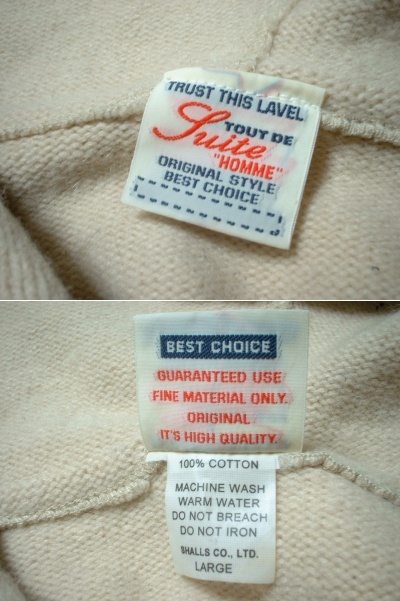 TRUST THIS LAVEL
TOUT DE
Suite
"HOMME"
ORIGINAL STYLE
BEST CHOICE
BEST CHOICE
GUARANTEED USE
FINE MATERIAL ONLY.
ORIGINAL
IT'S HIGH QUALITY.
100% COTTON
MACHINE WASH
WARM WATER
DO NOT BREACH
DO NOT IRON
SHALLS CO., LTD.
LARGE